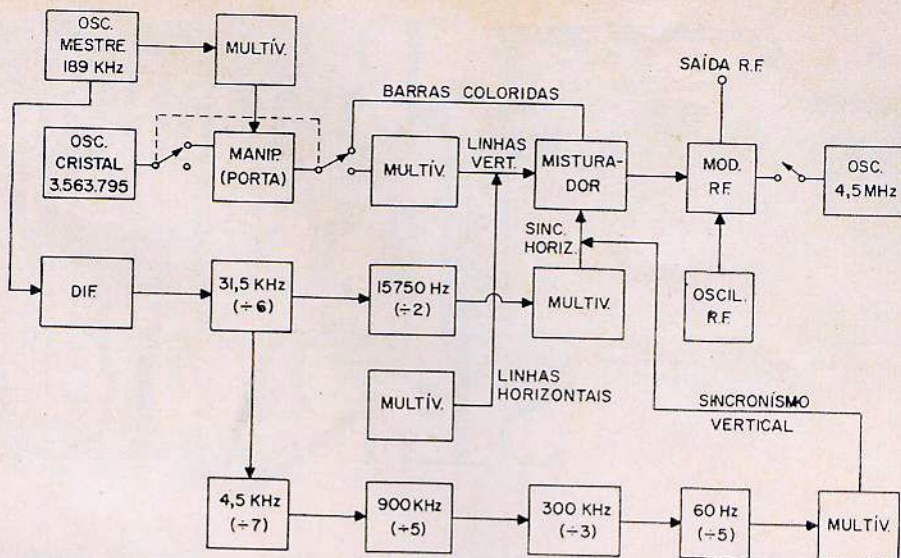 OSC.
MESTRE
189 KHz
MULTÍV.
SAÍDA R.F.
BARRAS COLORIDAS
OSC.
CRISTAL
3.563.795
MANIP.
(PORTA)
MULTÍV.
LINHAS
VERT.
MISTURA-
DOR
MOD.
R.F.
OSC.
4,5 MHz
SINC.
HORIZ.
DIF.
31,5 KHz
(÷6)
15750 Hz
(÷2)
MULTIV.
OSCIL.
R.F.
MULTÍV.
LINHAS
HORIZONTAIS
SINCRONÍSMO
VERTICAL
4,5 KHz
(÷7)
900 KHz
(÷5)
300 KHz
(÷3)
60 Hz
(÷5)
MULTÍV.